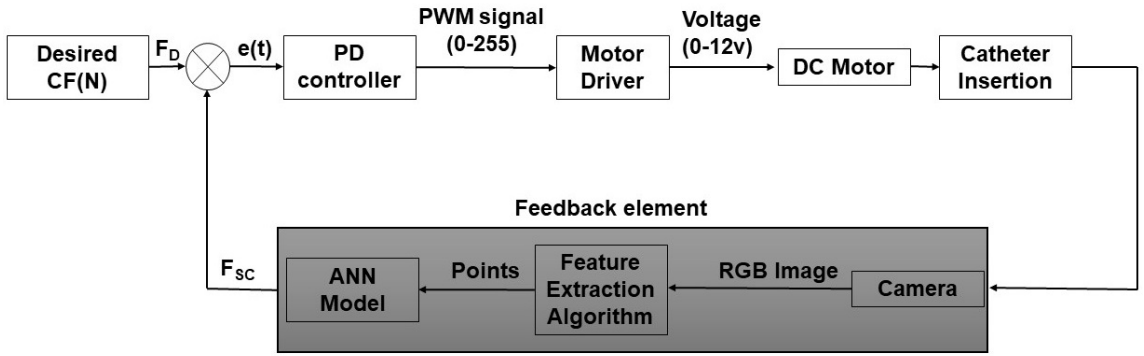 Desired
CF(N)
F_D
e(t)
PD
controller
PWM signal
(0-255)
Motor
Driver
Voltage
(0-12v)
DC Motor
Catheter
Insertion
Feedback element
F_SC
ANN
Model
Points
Feature
Extraction
Algorithm
RGB Image
Camera